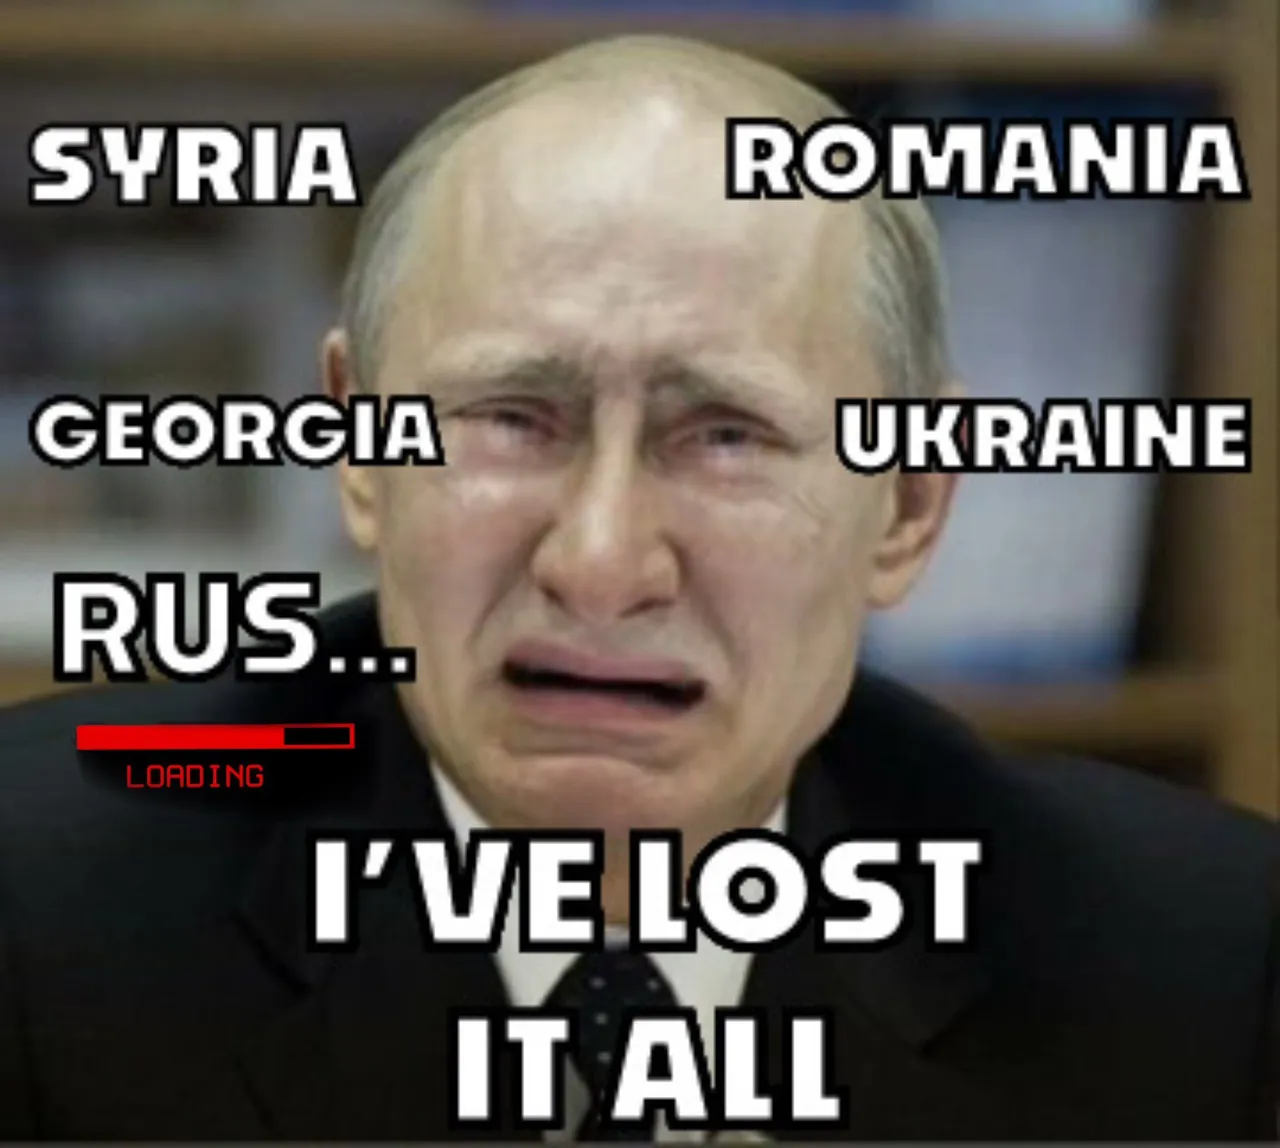 SYRIA
ROMANIA
GEORGIA
UKRAINE
RUS...
LOADING
I'VE LOST
IT ALL